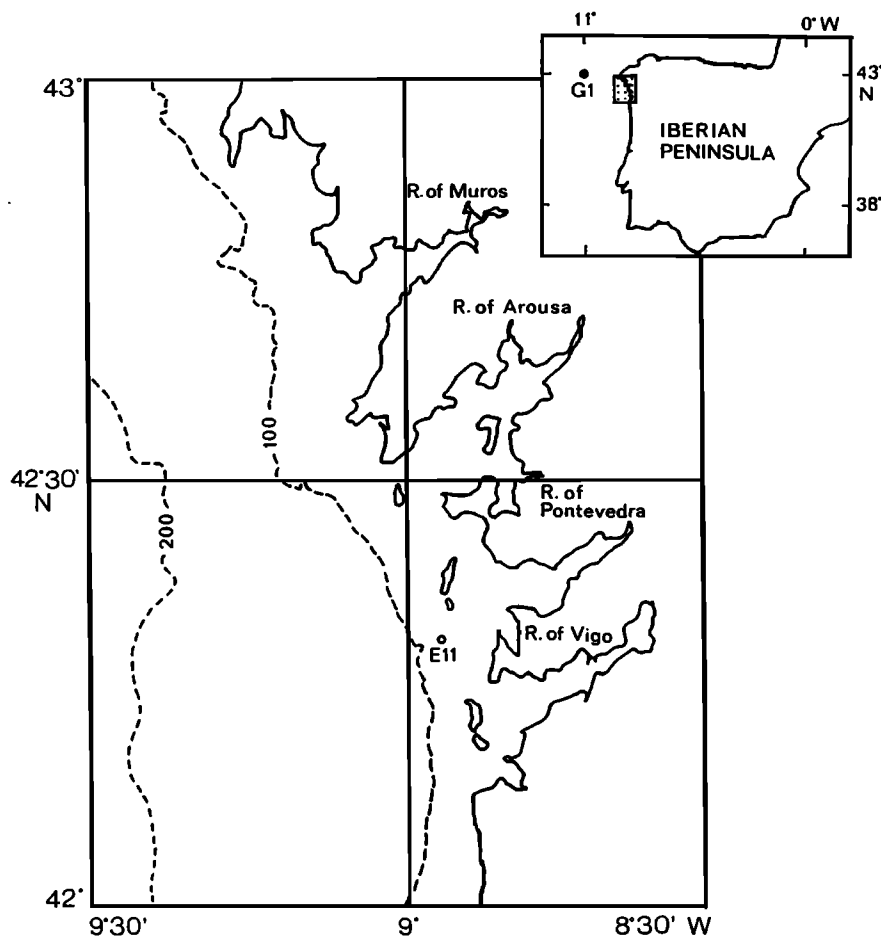 11°
0° W
43°
G1
N
IBERIAN
PENINSULA
38°
43°
R. of Muros
R. of Arousa
100
42°30'
N
R. of
Pontevedra
200
R. of Vigo
E11
42°
9°30'
9°
8°30' W